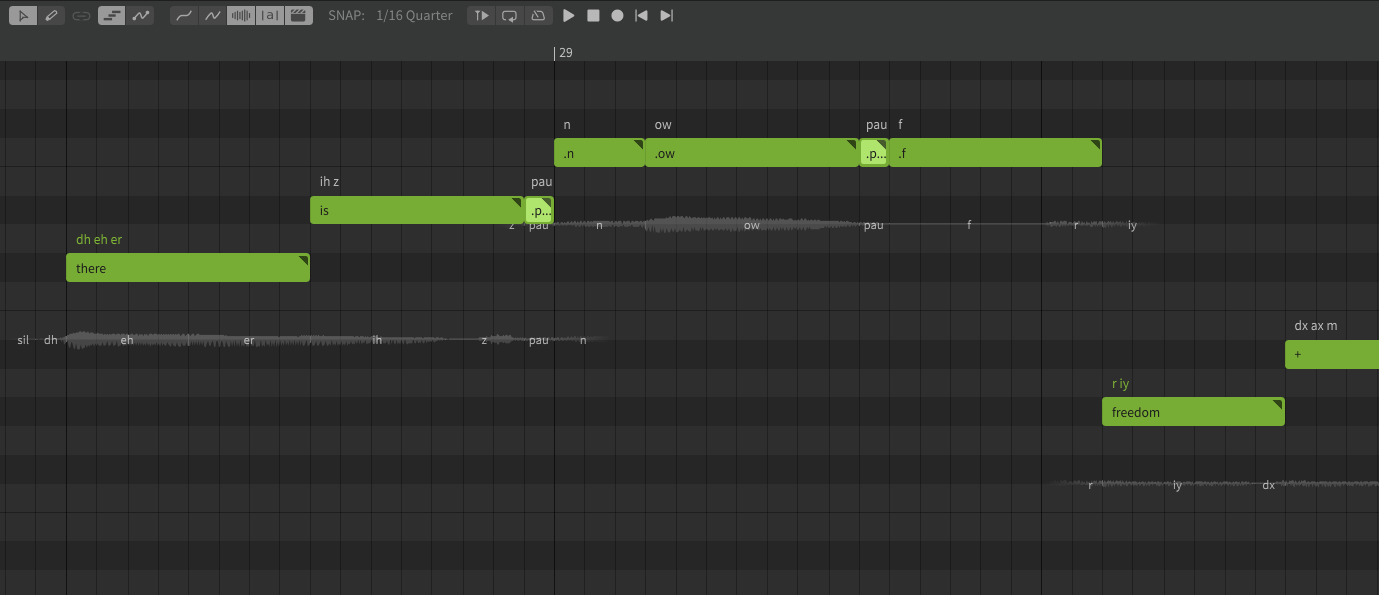 |a| SNAP: 1/16 Quarter
29
n ow pau f
.n .ow .p... .f
ih z pau
is .p...
z pau n ow pau f r iy
dh eh er
there
dx ax m
sil dh eh er ih z pau n
+
r iy
freedom
r iy dx